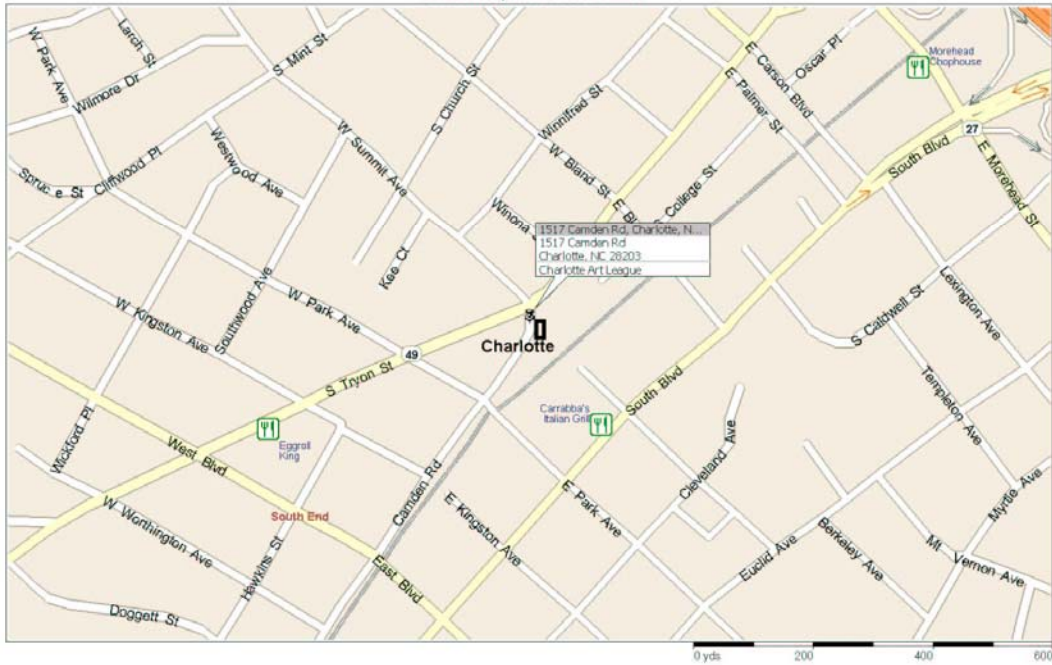 Larch St
W Park Ave
S Mint St
Wilmore Dr
S Church St
E Carson Blvd
Oscar Pl
Morehead
Chophouse
E Palmer St
Winnifred St
27
South Blvd
E Morehead St
W Summit Ave
Westwood Ave
W Bland St
Spruce St
Cliffwood Pl
S College St
Winona
1517 Camden Rd, Charlotte, N...
1517 Camden Rd
Charlotte, NC 28203
Charlotte Art League
Kee Ct
Lexington Ave
S Caldwell St
Southwood Ave
W Park Ave
W Kingston Ave
Charlotte
49
S Tryon St
South Blvd
Templeton Ave
Carrabba's
Italian Grill
Eggroll
King
Wickford Pl
West Blvd
Cleveland Ave
Camden Rd
South End
E Park Ave
E Kingston Ave
Myrtle Ave
W Worthington Ave
Hawkins St
East Blvd
Euclid Ave
Berkeley Ave
Mt Vernon Ave
Doggett St
0 yds
200
400
600